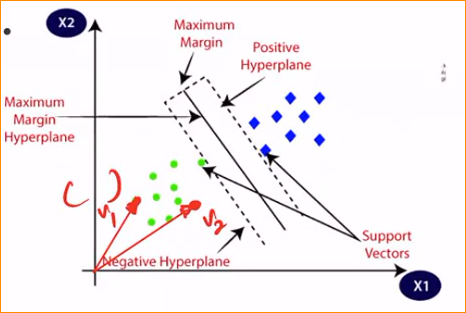 X2
Maximum
Margin
Positive
Hyperplane
Maximum
Margin
Hyperplane
( )
v1
v2
Negative Hyperplane
Support
Vectors
X1